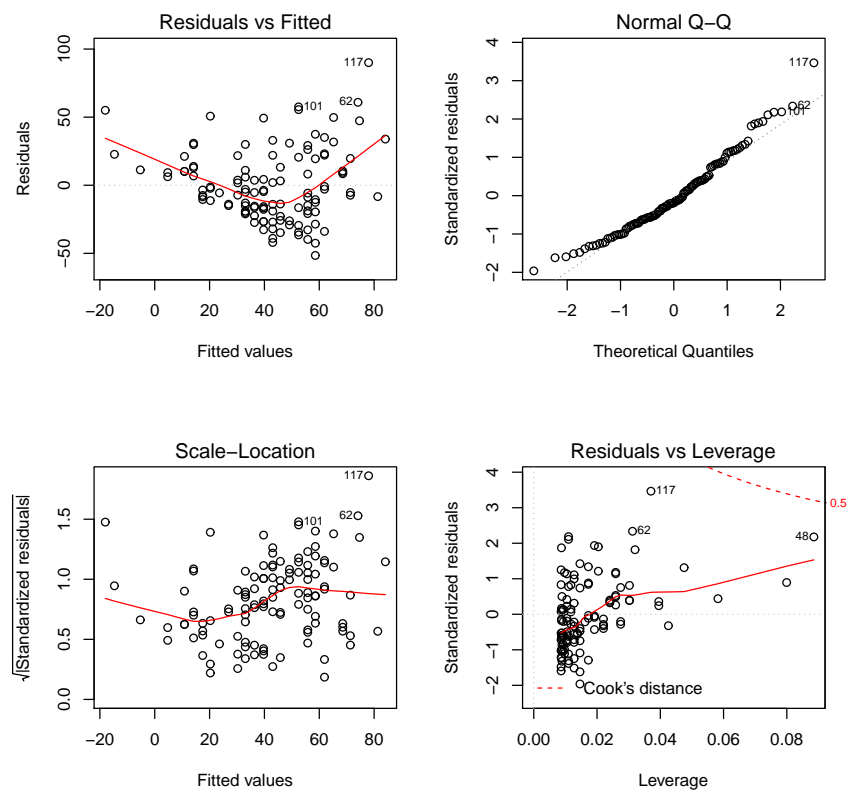 Residuals vs Fitted
Residuals
100
50
0
−50
117
101
62
−20 0 20 40 60 80
Fitted values
Normal Q−Q
Standardized residuals
4
3
2
1
0
−1
−2
117
62
101
−2 −1 0 1 2
Theoretical Quantiles
Scale−Location
√|Standardized residuals|
1.5
1.0
0.5
0.0
117
101
62
−20 0 20 40 60 80
Fitted values
Residuals vs Leverage
Standardized residuals
4
3
2
1
0
−1
−2
117
62
48
0.5
Cook's distance
0.00 0.02 0.04 0.06 0.08
Leverage